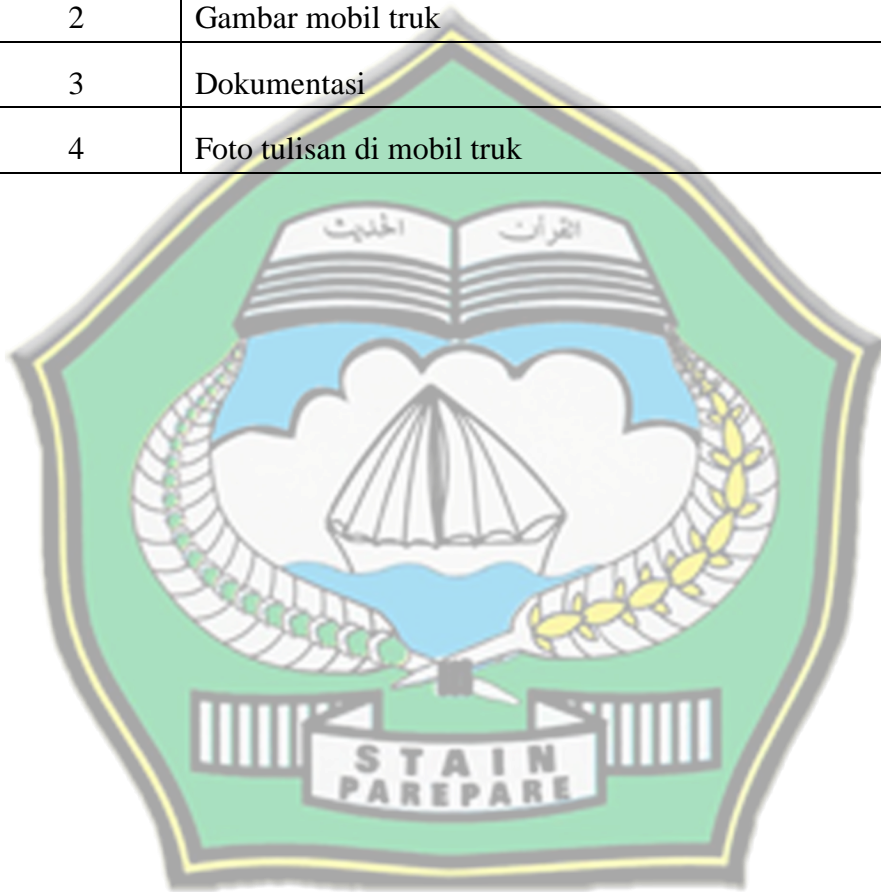 2 Gambar mobil truk
3 Dokumentasi
4 Foto tulisan di mobil truk
الحديث القرآن
STAIN
PAREPARE